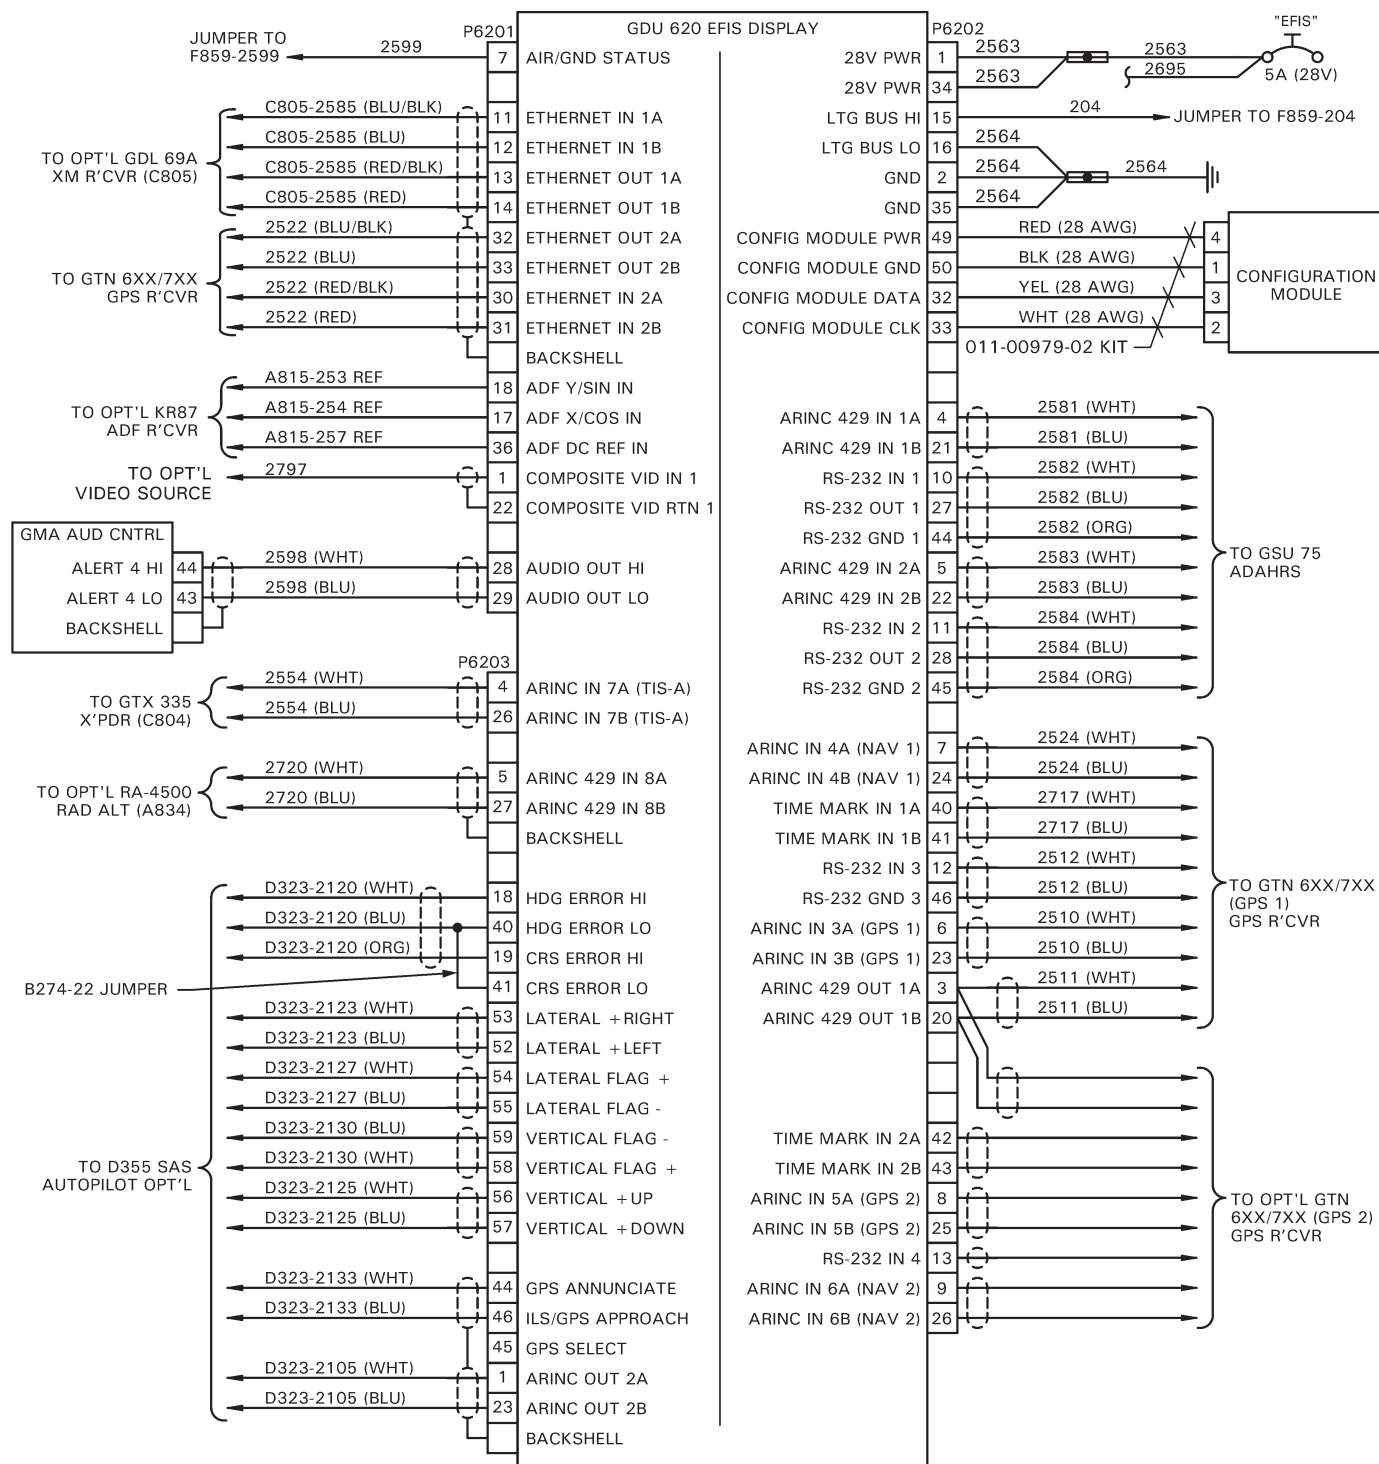 GDU 620 EFIS DISPLAY
P6201
JUMPER TO
F859-2599
2599
7 AIR/GND STATUS
TO OPT'L GDL 69A
XM R'CVR (C805)
C805-2585 (BLU/BLK) 11 ETHERNET IN 1A
C805-2585 (BLU) 12 ETHERNET IN 1B
C805-2585 (RED/BLK) 13 ETHERNET OUT 1A
C805-2585 (RED) 14 ETHERNET OUT 1B
TO GTN 6XX/7XX
GPS R'CVR
2522 (BLU/BLK) 32 ETHERNET OUT 2A
2522 (BLU) 33 ETHERNET OUT 2B
2522 (RED/BLK) 30 ETHERNET IN 2A
2522 (RED) 31 ETHERNET IN 2B
BACKSHELL
TO OPT'L KR87
ADF R'CVR
A815-253 REF 18 ADF Y/SIN IN
A815-254 REF 17 ADF X/COS IN
A815-257 REF 36 ADF DC REF IN
TO OPT'L
VIDEO SOURCE
2797 1 COMPOSITE VID IN 1
22 COMPOSITE VID RTN 1
GMA AUD CNTRL
ALERT 4 HI 44 2598 (WHT) 28 AUDIO OUT HI
ALERT 4 LO 43 2598 (BLU) 29 AUDIO OUT LO
BACKSHELL
P6203
TO GTX 335
X'PDR (C804)
2554 (WHT) 4 ARINC IN 7A (TIS-A)
2554 (BLU) 26 ARINC IN 7B (TIS-A)
TO OPT'L RA-4500
RAD ALT (A834)
2720 (WHT) 5 ARINC 429 IN 8A
2720 (BLU) 27 ARINC 429 IN 8B
BACKSHELL
D323-2120 (WHT) 18 HDG ERROR HI
D323-2120 (BLU) 40 HDG ERROR LO
D323-2120 (ORG) 19 CRS ERROR HI
B274-22 JUMPER 41 CRS ERROR LO
D323-2123 (WHT) 53 LATERAL +RIGHT
D323-2123 (BLU) 52 LATERAL +LEFT
D323-2127 (WHT) 54 LATERAL FLAG +
D323-2127 (BLU) 55 LATERAL FLAG -
D323-2130 (BLU) 59 VERTICAL FLAG -
TO D355 SAS
AUTOPILOT OPT'L
D323-2130 (WHT) 58 VERTICAL FLAG +
D323-2125 (WHT) 56 VERTICAL +UP
D323-2125 (BLU) 57 VERTICAL +DOWN
D323-2133 (WHT) 44 GPS ANNUNCIATE
D323-2133 (BLU) 46 ILS/GPS APPROACH
45 GPS SELECT
D323-2105 (WHT) 1 ARINC OUT 2A
D323-2105 (BLU) 23 ARINC OUT 2B
BACKSHELL
P6202
"EFIS"
28V PWR 1 2563 2563
2695
5A (28V)
28V PWR 34 2563
LTG BUS HI 15 204 JUMPER TO F859-204
LTG BUS LO 16 2564
GND 2 2564 2564
GND 35 2564
CONFIG MODULE PWR 49 RED (28 AWG) 4
CONFIG MODULE GND 50 BLK (28 AWG) 1
CONFIG MODULE DATA 32 YEL (28 AWG) 3
CONFIG MODULE CLK 33 WHT (28 AWG) 2
CONFIGURATION
MODULE
011-00979-02 KIT
ARINC 429 IN 1A 4 2581 (WHT)
ARINC 429 IN 1B 21 2581 (BLU)
RS-232 IN 1 10 2582 (WHT)
RS-232 OUT 1 27 2582 (BLU)
RS-232 GND 1 44 2582 (ORG)
TO GSU 75
ADAHRS
ARINC 429 IN 2A 5 2583 (WHT)
ARINC 429 IN 2B 22 2583 (BLU)
RS-232 IN 2 11 2584 (WHT)
RS-232 OUT 2 28 2584 (BLU)
RS-232 GND 2 45 2584 (ORG)
ARINC IN 4A (NAV 1) 7 2524 (WHT)
ARINC IN 4B (NAV 1) 24 2524 (BLU)
TIME MARK IN 1A 40 2717 (WHT)
TIME MARK IN 1B 41 2717 (BLU)
RS-232 IN 3 12 2512 (WHT)
RS-232 GND 3 46 2512 (BLU)
TO GTN 6XX/7XX
(GPS 1)
GPS R'CVR
ARINC IN 3A (GPS 1) 6 2510 (WHT)
ARINC IN 3B (GPS 1) 23 2510 (BLU)
ARINC 429 OUT 1A 3 2511 (WHT)
ARINC 429 OUT 1B 20 2511 (BLU)
TIME MARK IN 2A 42
TIME MARK IN 2B 43
ARINC IN 5A (GPS 2) 8
ARINC IN 5B (GPS 2) 25
TO OPT'L GTN
6XX/7XX (GPS 2)
GPS R'CVR
RS-232 IN 4 13
ARINC IN 6A (NAV 2) 9
ARINC IN 6B (NAV 2) 26